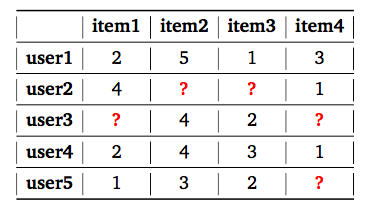 item1 item2 item3 item4
user1 2 5 1 3
user2 4 ? ? 1
user3 ? 4 2 ?
user4 2 4 3 1
user5 1 3 2 ?